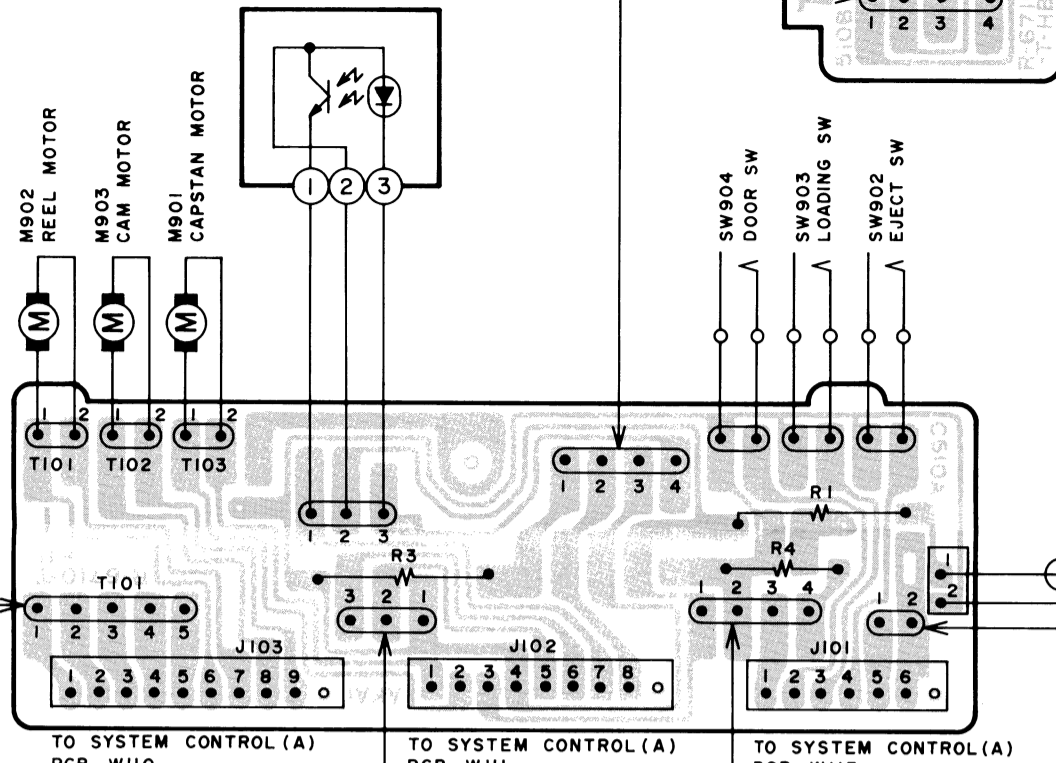 1 2 3 4
M902
REEL MOTOR
M903
CAM MOTOR
M901
CAPSTAN MOTOR
1 2 3
SW904
DOOR SW
SW903
LOADING SW
SW902
EJECT SW
M
M
M
1 2
1 2
1 2
T101
T102
T103
1 2 3 4
1 2 3
R1
R3
R4
T101
1 2 3 4 5
3 2 1
1 2 3 4
1 2
1
2
J103
J102
J101
1 2 3 4 5 6 7 8 9
1 2 3 4 5 6 7 8
1 2 3 4 5 6
TO SYSTEM CONTROL (A)
TO SYSTEM CONTROL (A)
TO SYSTEM CONTROL (A)